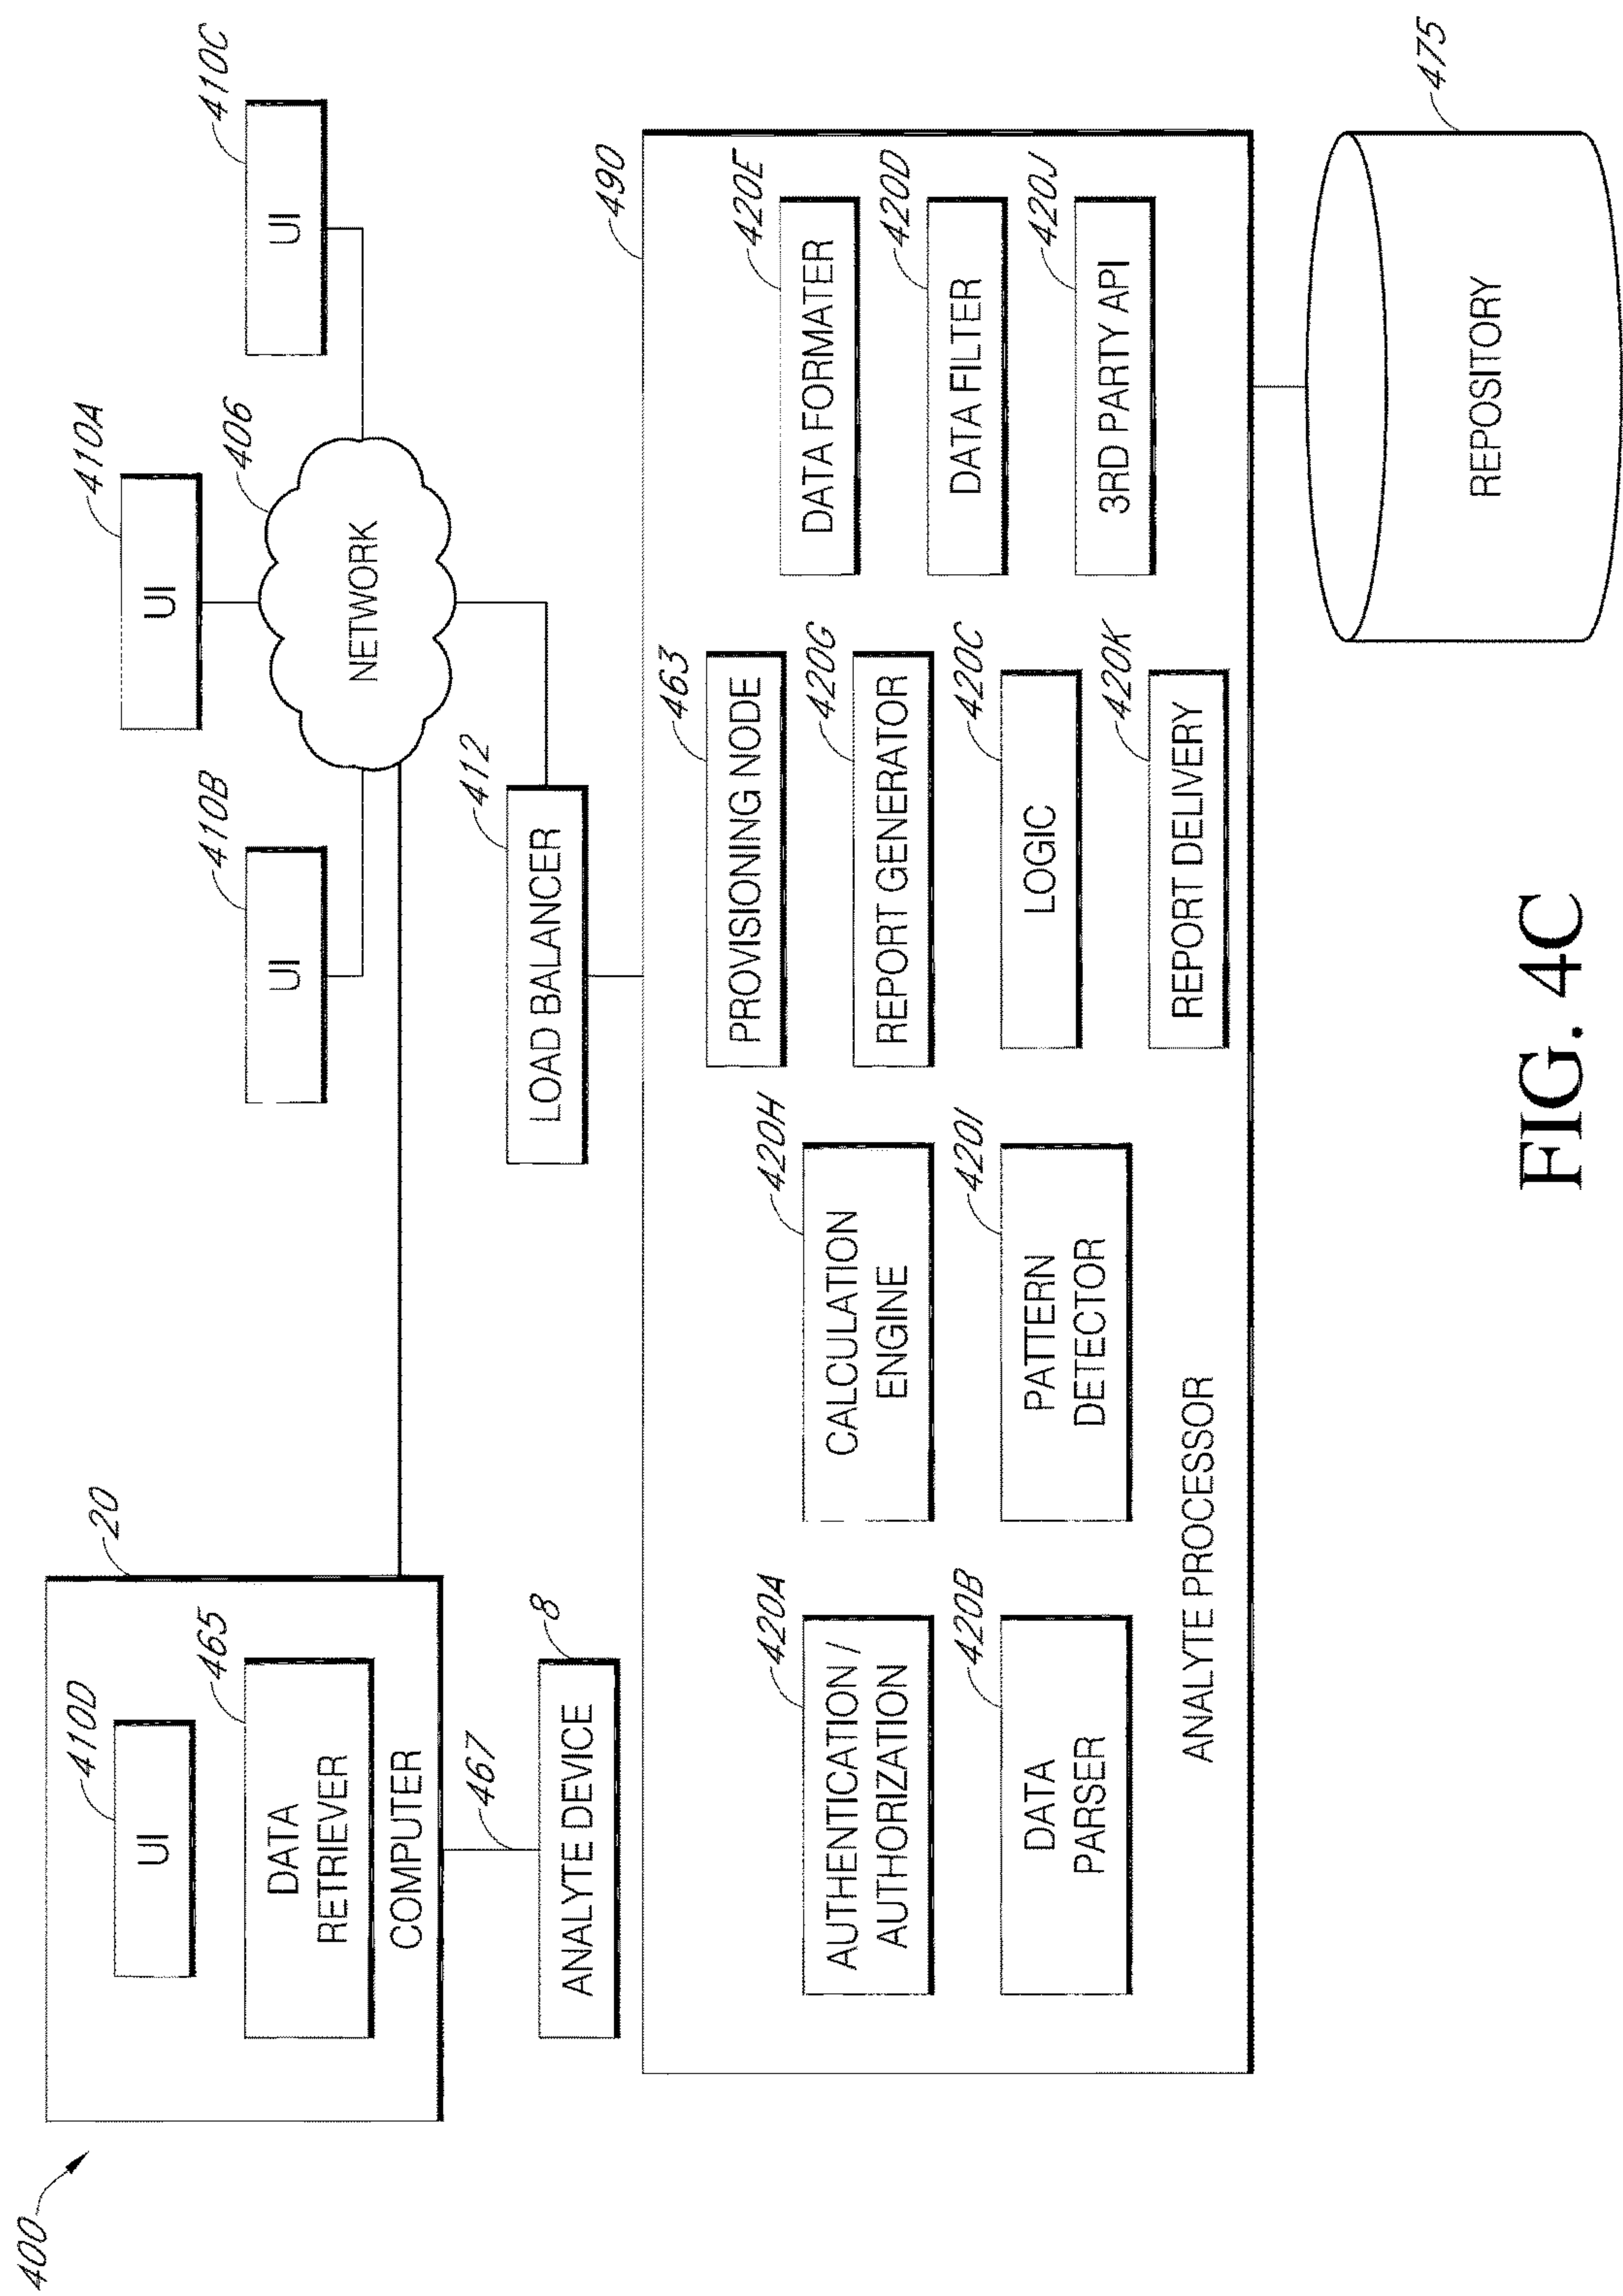 400
20
410D
UI
465
DATA
RETRIEVER
COMPUTER
467
8
ANALYTE DEVICE
410B
UI
410A
UI
410C
UI
406
NETWORK
412
LOAD BALANCER
490
420A
AUTHENTICATION /
AUTHORIZATION
420B
DATA
PARSER
420H
CALCULATION
ENGINE
420I
PATTERN
DETECTOR
463
PROVISIONING NODE
420G
REPORT GENERATOR
420C
LOGIC
420K
REPORT DELIVERY
420E
DATA FORMATER
420D
DATA FILTER
420J
3RD PARTY API
ANALYTE PROCESSOR
475
REPOSITORY
FIG. 4C